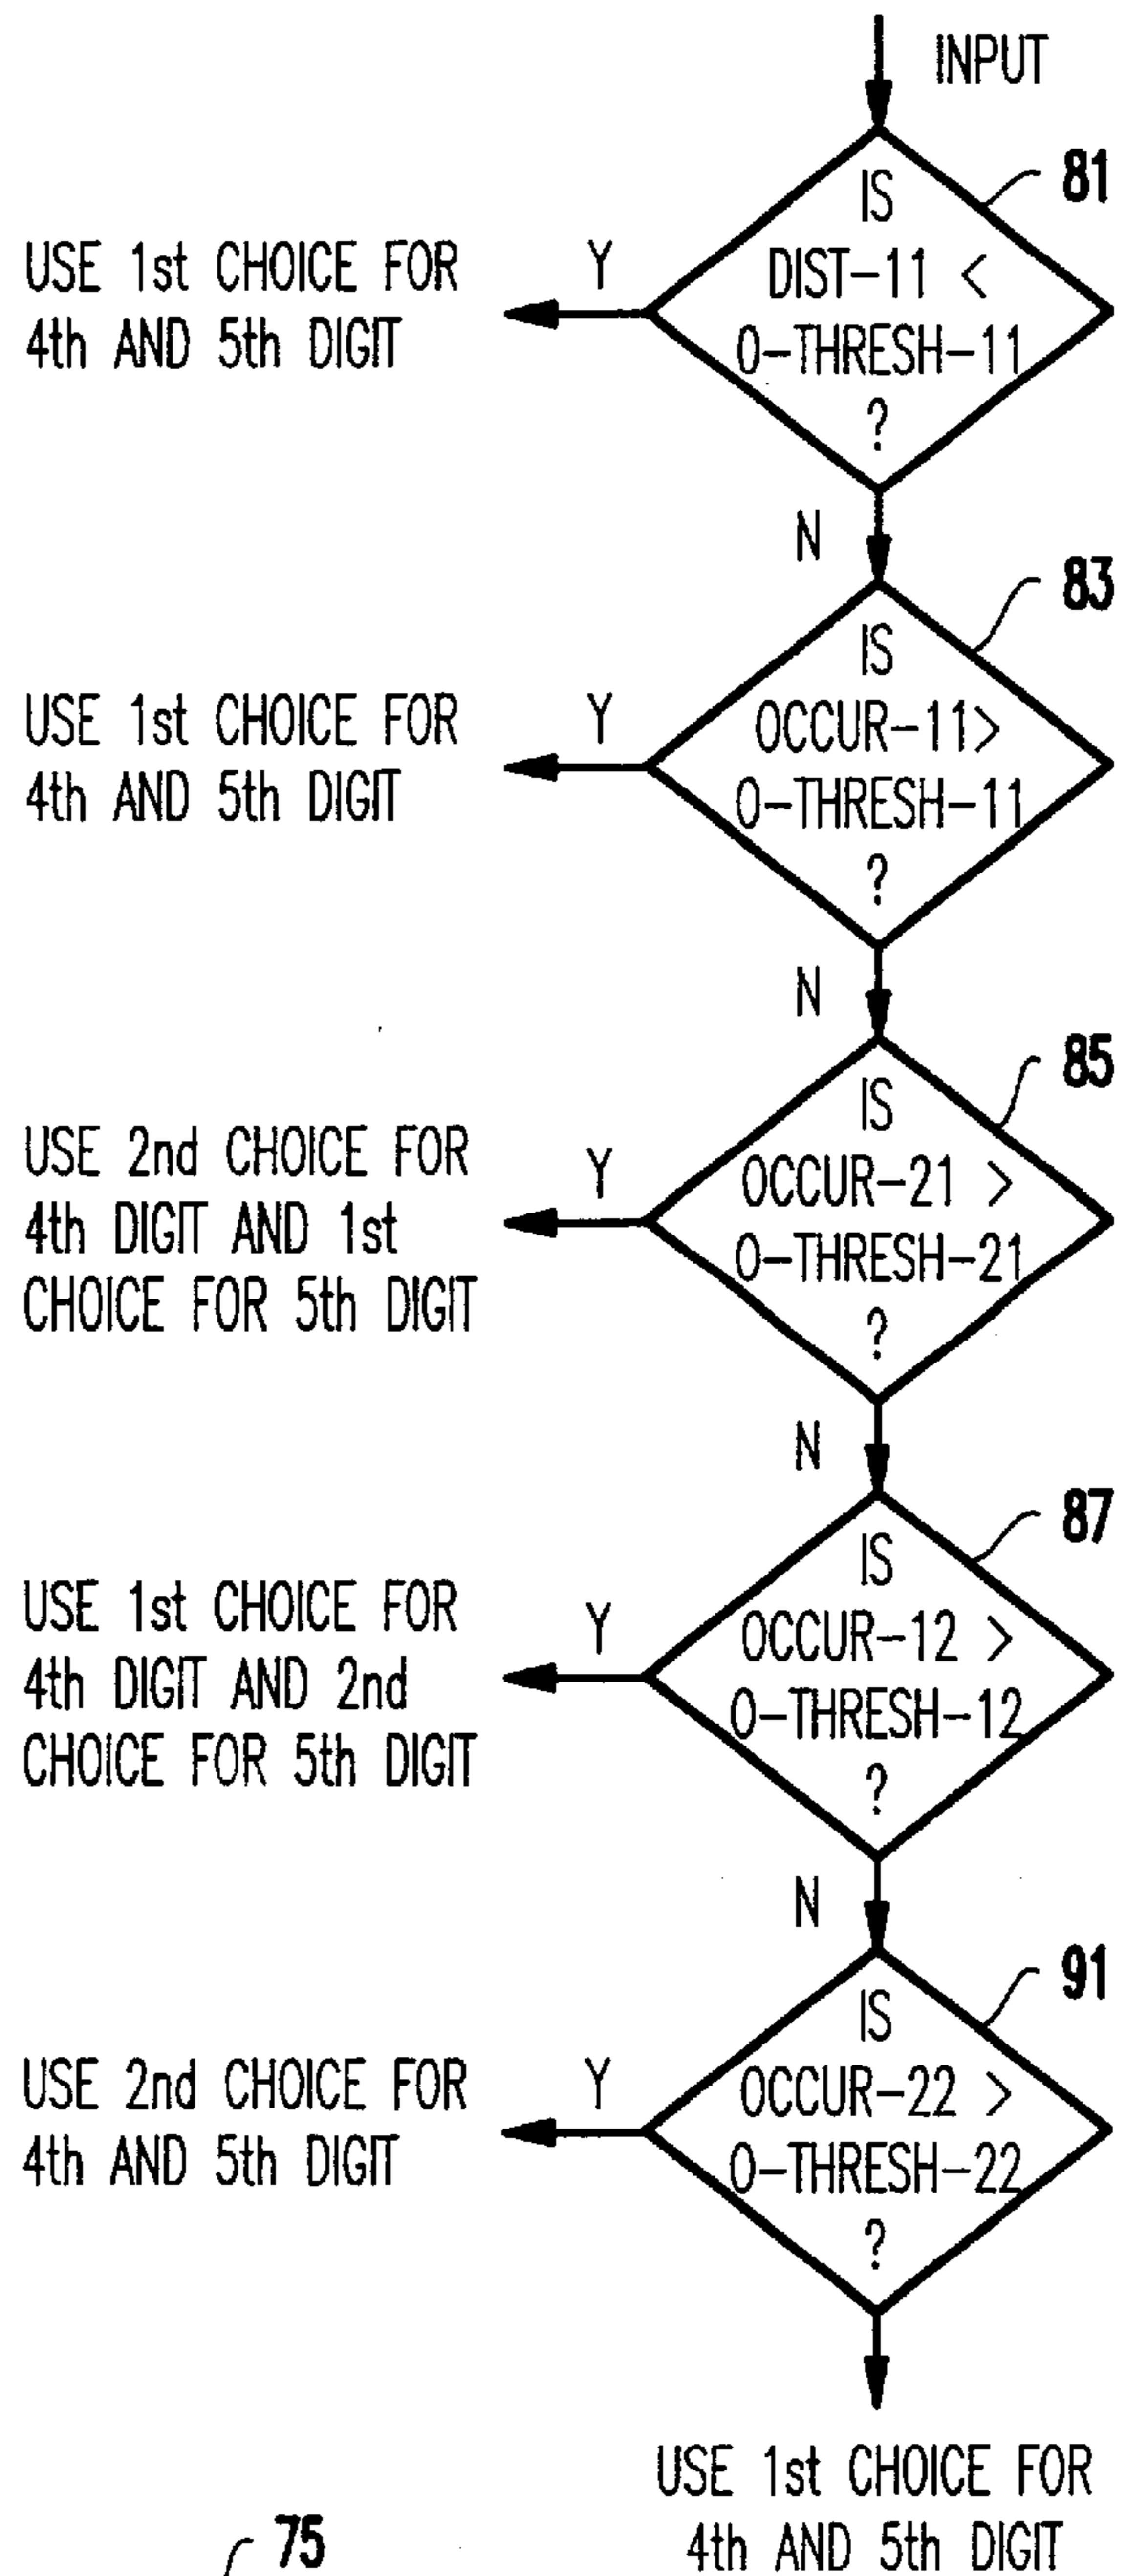 INPUT
81
IS
DIST-11 <
O-THRESH-11
?
Y
USE 1st CHOICE FOR
4th AND 5th DIGIT
N
83
IS
OCCUR-11>
O-THRESH-11
?
Y
USE 1st CHOICE FOR
4th AND 5th DIGIT
N
85
IS
OCCUR-21 >
O-THRESH-21
?
Y
USE 2nd CHOICE FOR
4th DIGIT AND 1st
CHOICE FOR 5th DIGIT
N
87
IS
OCCUR-12 >
O-THRESH-12
?
Y
USE 1st CHOICE FOR
4th DIGIT AND 2nd
CHOICE FOR 5th DIGIT
N
91
IS
OCCUR-22 >
O-THRESH-22
?
Y
USE 2nd CHOICE FOR
4th AND 5th DIGIT
USE 1st CHOICE FOR
4th AND 5th DIGIT
75